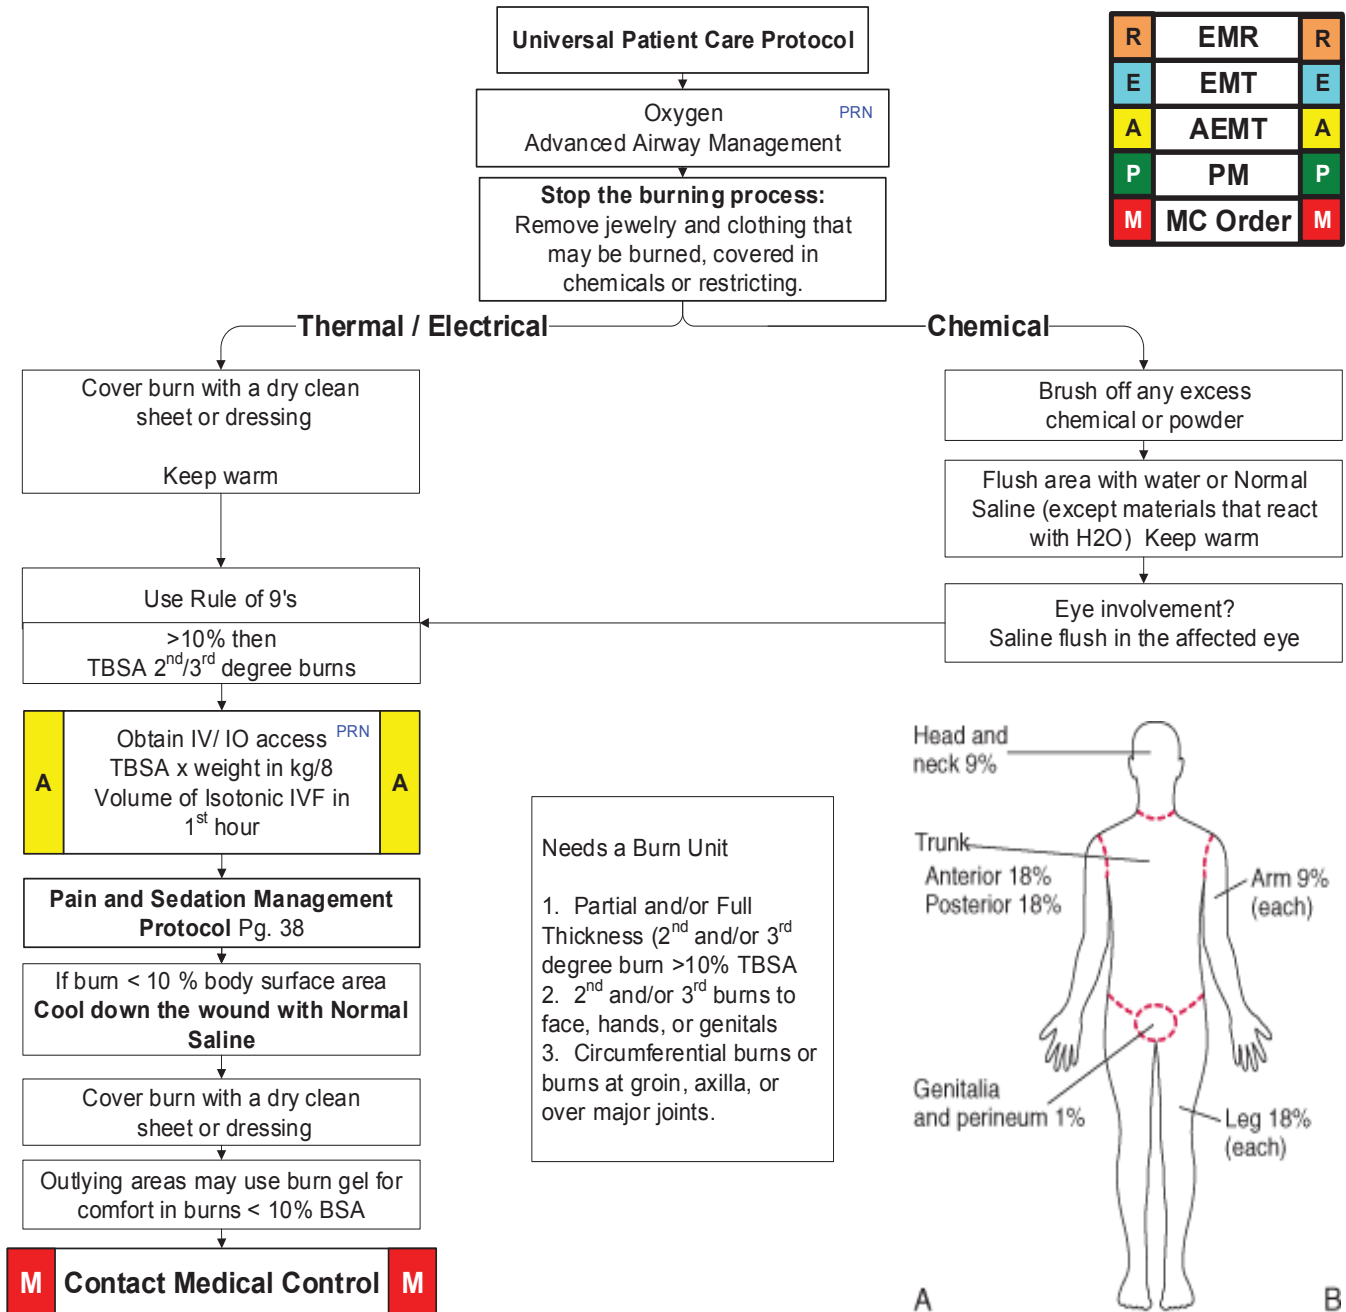 Universal Patient Care Protocol
R EMR R
E EMT E
A AEMT A
P PM P
M MC Order M
Oxygen PRN
Advanced Airway Management
Stop the burning process:
Remove jewelry and clothing that
may be burned, covered in
chemicals or restricting.
Thermal / Electrical
Chemical
Cover burn with a dry clean
sheet or dressing
Keep warm
Brush off any excess
chemical or powder
Flush area with water or Normal
Saline (except materials that react
with H2O) Keep warm
Eye involvement?
Saline flush in the affected eye
Use Rule of 9's
>10% then
TBSA 2nd/3rd degree burns
A
Obtain IV/ IO access PRN
TBSA x weight in kg/8
Volume of Isotonic IVF in
1st hour
A
Pain and Sedation Management
Protocol Pg. 38
If burn < 10 % body surface area
Cool down the wound with Normal
Saline
Cover burn with a dry clean
sheet or dressing
Outlying areas may use burn gel for
comfort in burns < 10% BSA
M Contact Medical Control M
Needs a Burn Unit
1. Partial and/or Full
Thickness (2nd and/or 3rd
degree burn >10% TBSA
2. 2nd and/or 3rd burns to
face, hands, or genitals
3. Circumferential burns or
burns at groin, axilla, or
over major joints.
Head and
neck 9%
Trunk
Anterior 18%
Posterior 18%
Arm 9%
(each)
Genitalia
and perineum 1%
Leg 18%
(each)
A B